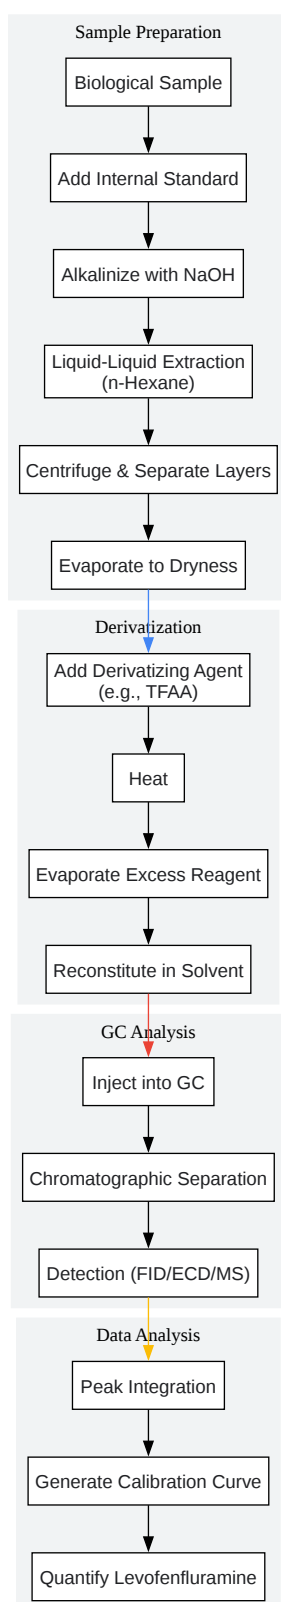 Sample Preparation
Biological Sample
Add Internal Standard
Alkalinize with NaOH
Liquid-Liquid Extraction
(n-Hexane)
Centrifuge & Separate Layers
Evaporate to Dryness
Derivatization
Add Derivatizing Agent
(e.g., TFAA)
Heat
Evaporate Excess Reagent
Reconstitute in Solvent
GC Analysis
Inject into GC
Chromatographic Separation
Detection (FID/ECD/MS)
Data Analysis
Peak Integration
Generate Calibration Curve
Quantify Levofenfluramine